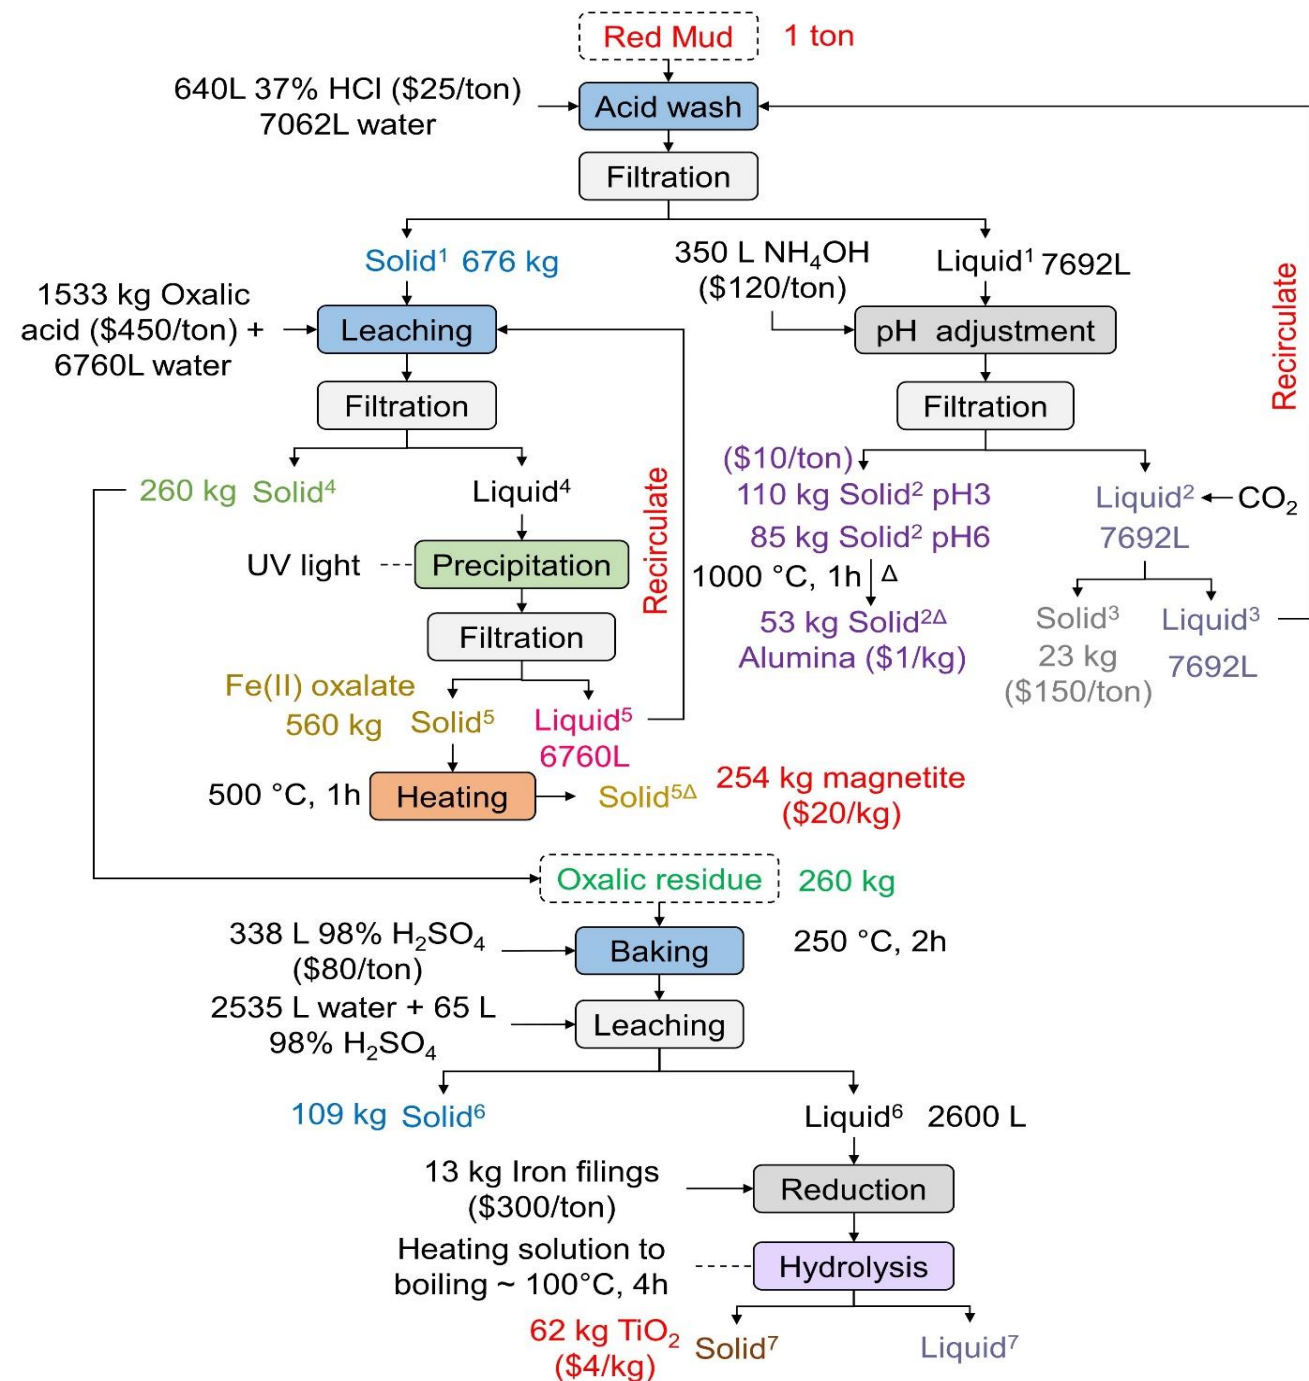 Red Mud 1 ton
640L 37% HCl ($25/ton)
7062L water
Acid wash
Filtration
Solid¹ 676 kg
350 L NH₄OH
($120/ton)
Liquid¹ 7692L
1533 kg Oxalic
acid ($450/ton) +
6760L water
Leaching
pH adjustment
Recirculate
Filtration
Filtration
260 kg Solid⁴
Liquid⁴
Recirculate
($10/ton)
110 kg Solid² pH3
85 kg Solid² pH6
Liquid²
7692L
CO₂
UV light
Precipitation
1000 °C, 1h Δ
Filtration
53 kg Solid²ᐞ
Alumina ($1/kg)
Solid³
23 kg
($150/ton)
Liquid³
7692L
Fe(II) oxalate
560 kg Solid⁵
Liquid⁵
6760L
500 °C, 1h
Heating
Solid⁵ᐞ
254 kg magnetite
($20/kg)
Oxalic residue 260 kg
338 L 98% H₂SO₄
($80/ton)
Baking
250 °C, 2h
2535 L water + 65 L
98% H₂SO₄
Leaching
109 kg Solid⁶
Liquid⁶ 2600 L
13 kg Iron filings
($300/ton)
Reduction
Heating solution to
boiling ~ 100°C, 4h
Hydrolysis
62 kg TiO₂
($4/kg)
Solid⁷
Liquid⁷